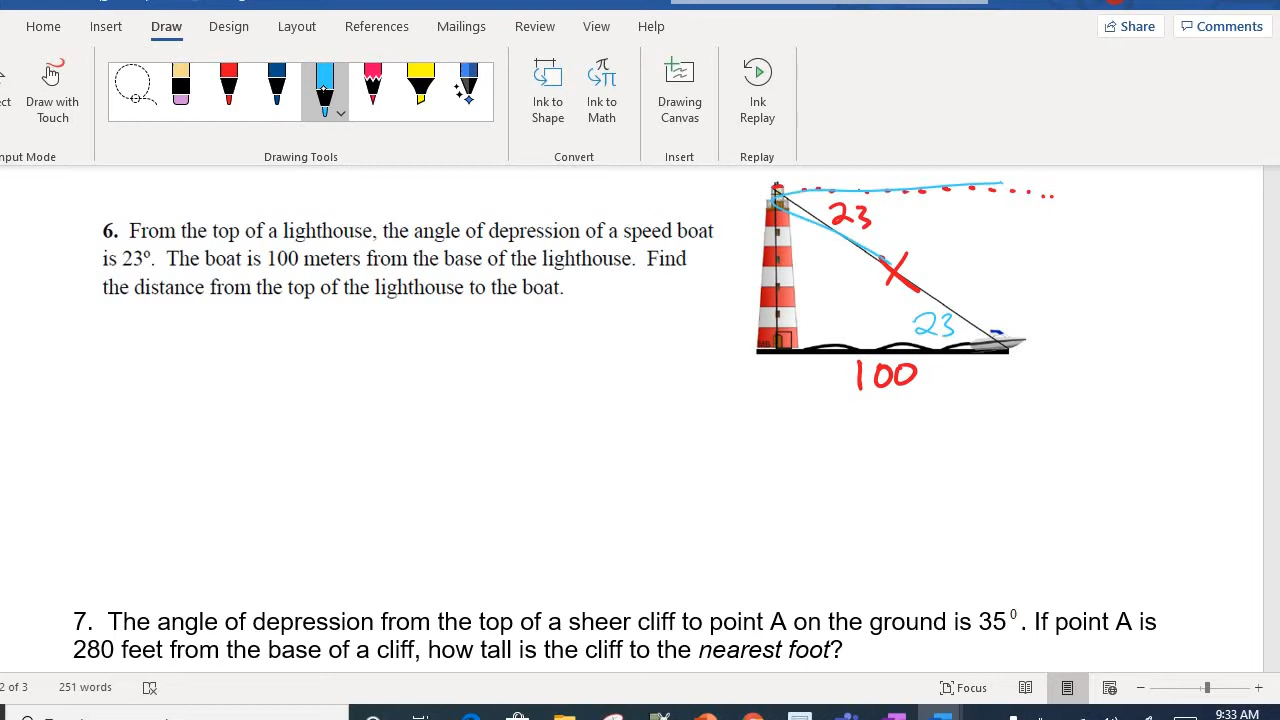 Home Insert Draw Design Layout References Mailings Review View Help Share Comments
Draw with Touch
Ink to Shape
Ink to Math
Drawing Canvas
Ink Replay
Drawing Tools Convert Insert Replay
23
6. From the top of a lighthouse, the angle of depression of a speed boat
is 23º. The boat is 100 meters from the base of the lighthouse. Find
the distance from the top of the lighthouse to the boat.
X
23
100
7. The angle of depression from the top of a sheer cliff to point A on the ground is 35⁰. If point A is
280 feet from the base of a cliff, how tall is the cliff to the nearest foot?
2 of 3 251 words Focus
9:33 AM